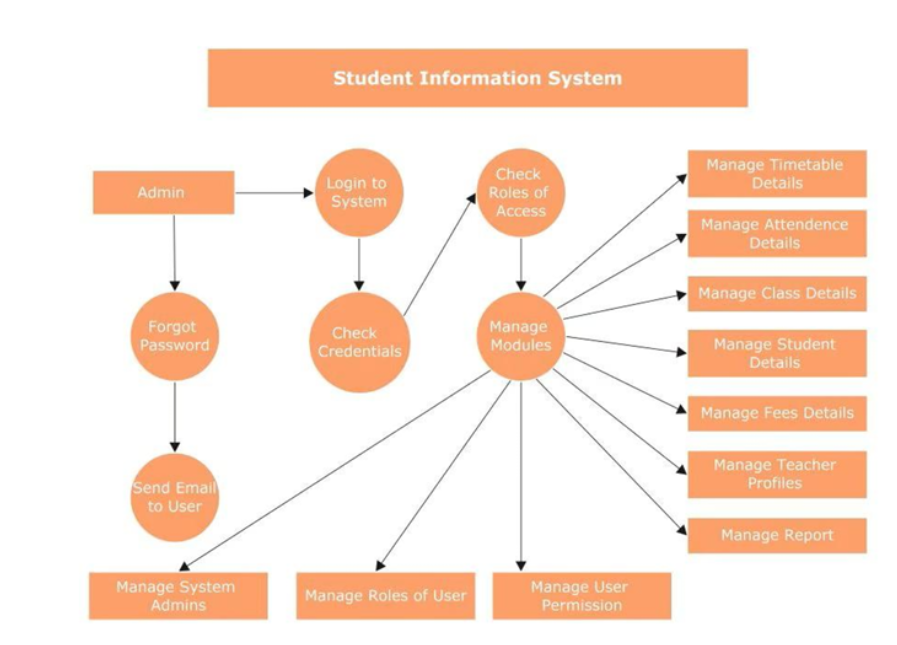 Student Information System
Admin
Login to
System
Check
Roles of
Access
Manage Timetable
Details
Manage Attendence
Details
Manage Class Details
Forgot
Password
Check
Credentials
Manage
Modules
Manage Student
Details
Manage Fees Details
Manage Teacher
Profiles
Send Email
to User
Manage Report
Manage System
Admins
Manage Roles of User
Manage User
Permission